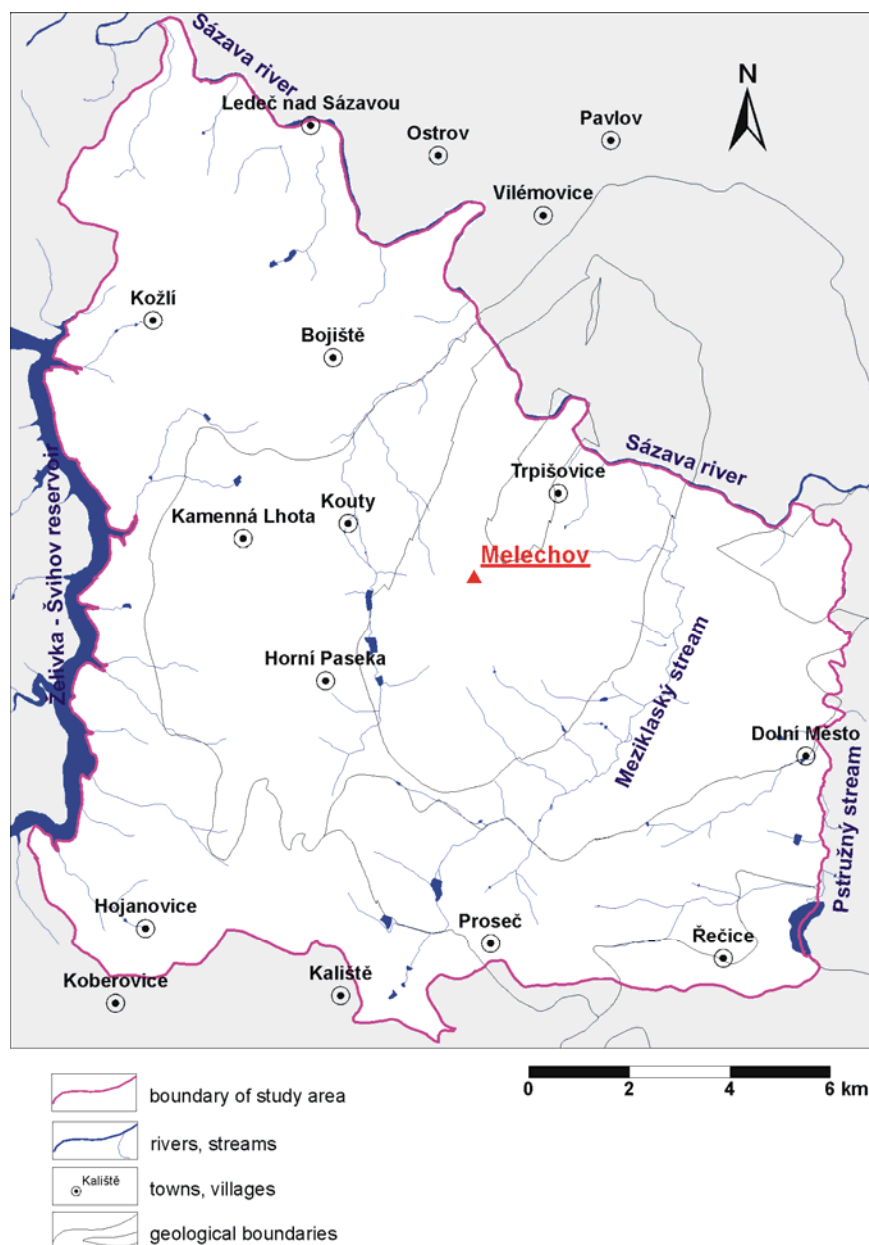 Sázava river
N
Ledeč nad Sázavou
Ostrov
Pavlov
Vilémovice
Kožlí
Bojiště
Sázava river
Trpišovice
Kouty
Kamenná Lhota
Želivka - Švihov reservoir
Melechov
Horní Paseka
Meziklaský stream
Dolní Město
Pstružný stream
Hojanovice
Proseč
Řečice
Koberovice
Kaliště
0 2 4 6 km
boundary of study area
rivers, streams
Kaliště
towns, villages
geological boundaries